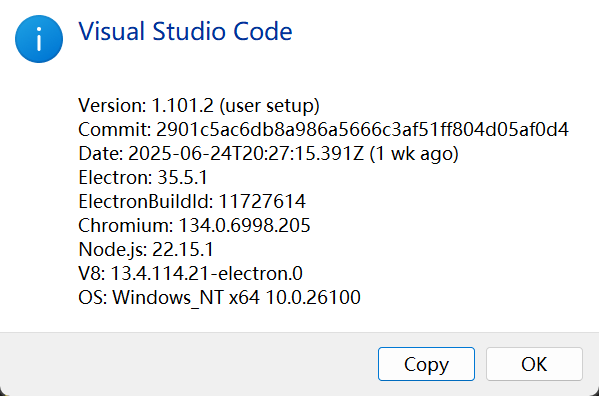 Visual Studio Code
Version: 1.101.2 (user setup)
Commit: 2901c5ac6db8a986a5666c3af51ff804d05af0d4
Date: 2025-06-24T20:27:15.391Z (1 wk ago)
Electron: 35.5.1
ElectronBuildId: 11727614
Chromium: 134.0.6998.205
Node.js: 22.15.1
V8: 13.4.114.21-electron.0
OS: Windows_NT x64 10.0.26100
Copy
OK